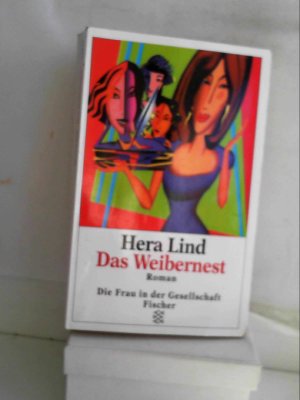 Hera Lind
Das Weibernest
Roman
Die Frau in der Gesellschaft
Fischer